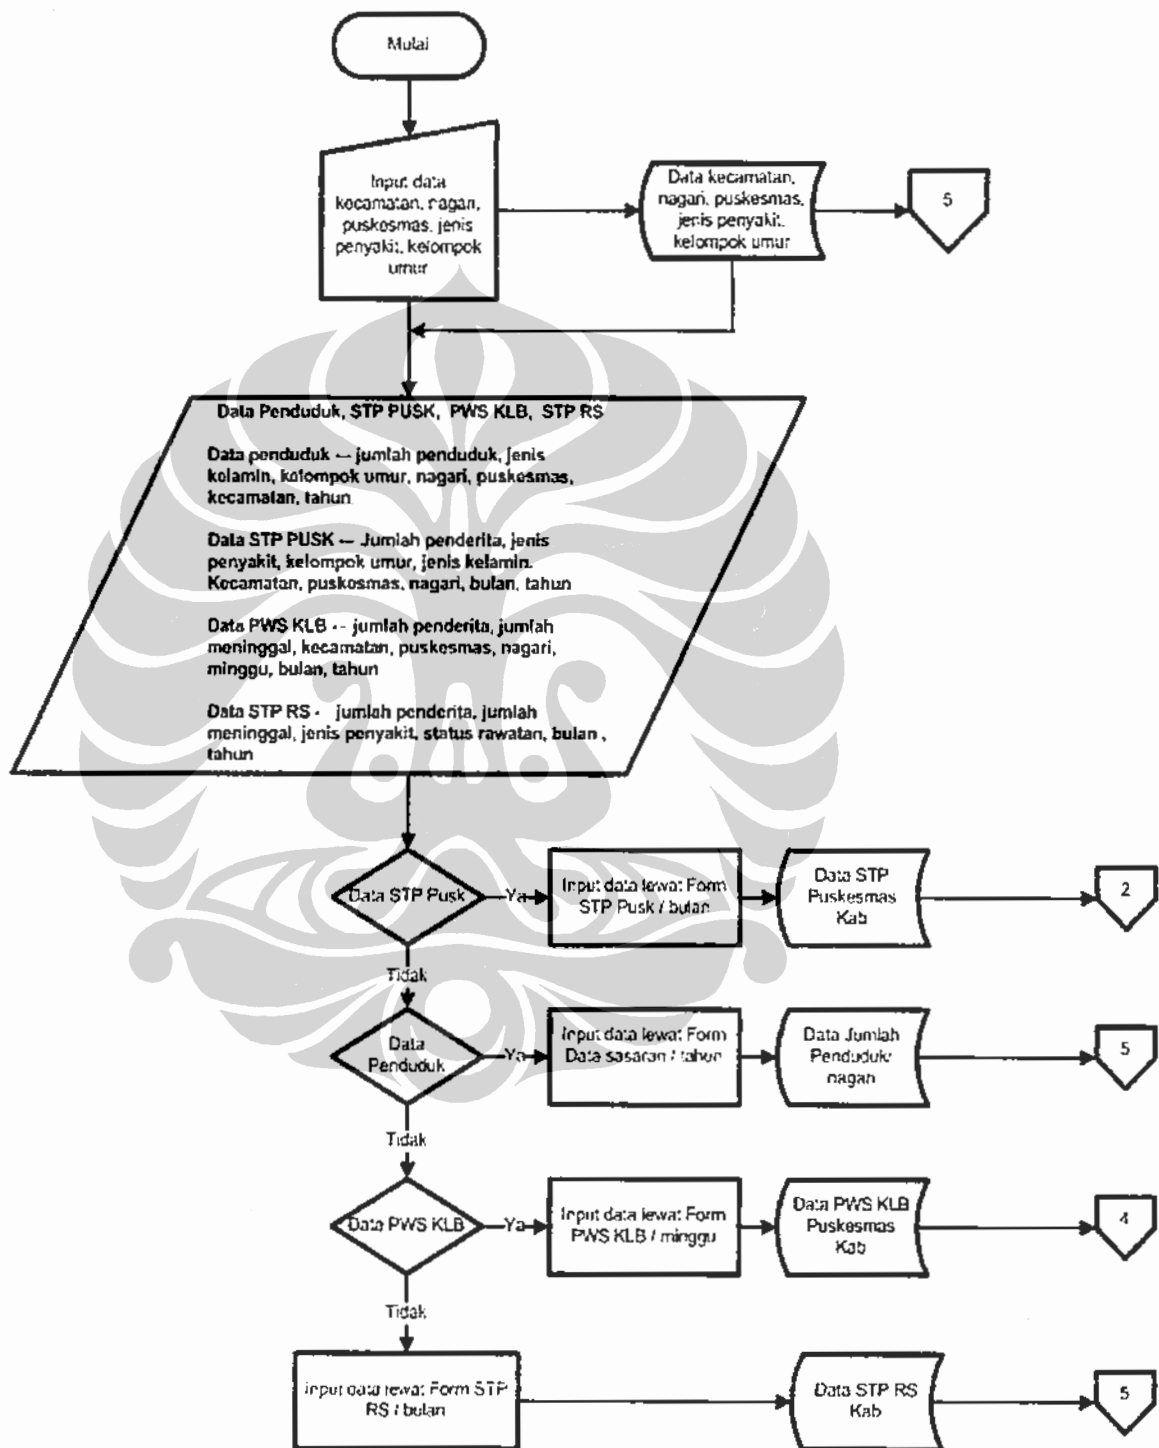 Mulai
Input data
kecamatan, nagari,
puskesmas, jenis
penyakit, kelompok
umur
Data kecamatan,
nagari, puskesmas,
jenis penyakit,
kelompok umur
5
Data Penduduk, STP PUSK, PWS KLB, STP RS
Data penduduk -- jumlah penduduk, jenis
kelamin, kelompok umur, nagari, puskesmas,
kecamatan, tahun
Data STP PUSK -- Jumlah penderita, jenis
penyakit, kelompok umur, jenis kelamin.
Kecamatan, puskesmas, nagari, bulan, tahun
Data PWS KLB -- jumlah penderita, jumlah
meninggal, kecamatan, puskesmas, nagari,
minggu, bulan, tahun
Data STP RS - jumlah penderita, jumlah
meninggal, jenis penyakit, status rawatan, bulan ,
tahun
Data STP Pusk
Ya
Input data lewat Form
STP Pusk / bulan
Data STP
Puskesmas
Kab
2
Tidak
Data
Penduduk
Ya
Input data lewat Form
Data sasaran / tahun
Data Jumlah
Penduduk
nagari
5
Tidak
Data PWS KLB
Ya
Input data lewat Form
PWS KLB / minggu
Data PWS KLB
Puskesmas
Kab
4
Tidak
Input data lewat Form STP
RS / bulan
Data STP RS
Kab
5